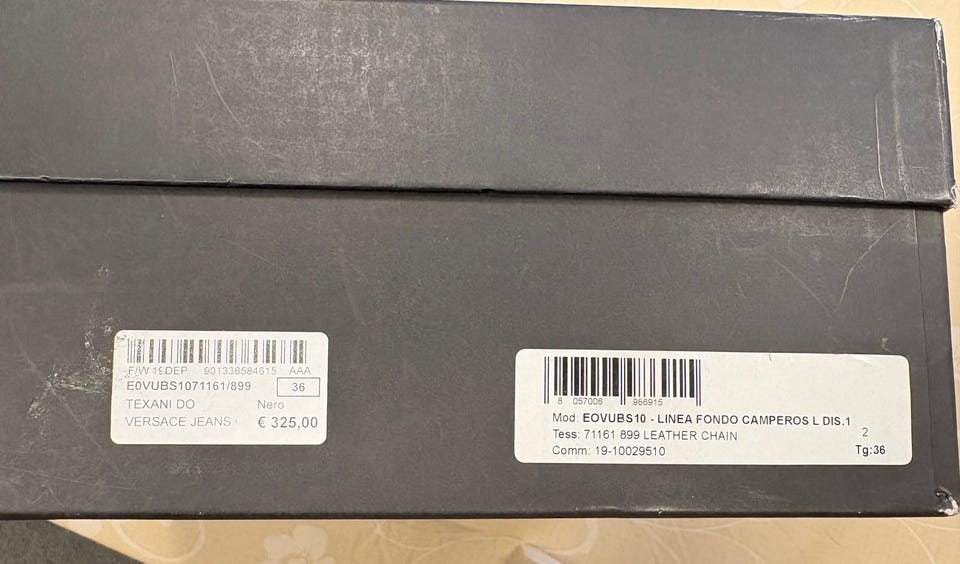 F/W 19 DEP 901338584615 AAA
E0VUBS1071161/899 36
TEXANI DO Nero
VERSACE JEANS € 325,00
8 057006 986915
Mod: EOVUBS10 - LINEA FONDO CAMPEROS L DIS.1
Tess: 71161 899 LEATHER CHAIN 2
Comm: 19-10029510 Tg:36